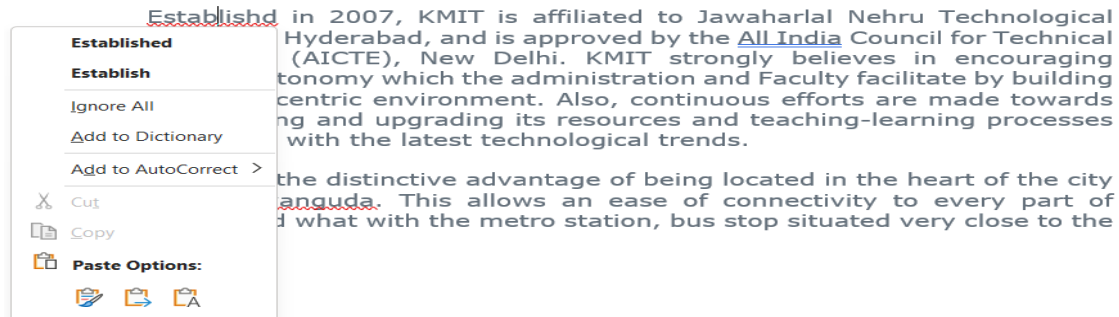 Establishd in 2007, KMIT is affiliated to Jawaharlal Nehru Technological
Established
Hyderabad, and is approved by the All India Council for Technical
(AICTE), New Delhi. KMIT strongly believes in encouraging
Establish
tonomy which the administration and Faculty facilitate by building
centric environment. Also, continuous efforts are made towards
Ignore All
ng and upgrading its resources and teaching-learning processes
Add to Dictionary
with the latest technological trends.
Add to AutoCorrect >
the distinctive advantage of being located in the heart of the city
Cut
anguda. This allows an ease of connectivity to every part of
d what with the metro station, bus stop situated very close to the
Copy
Paste Options:
A